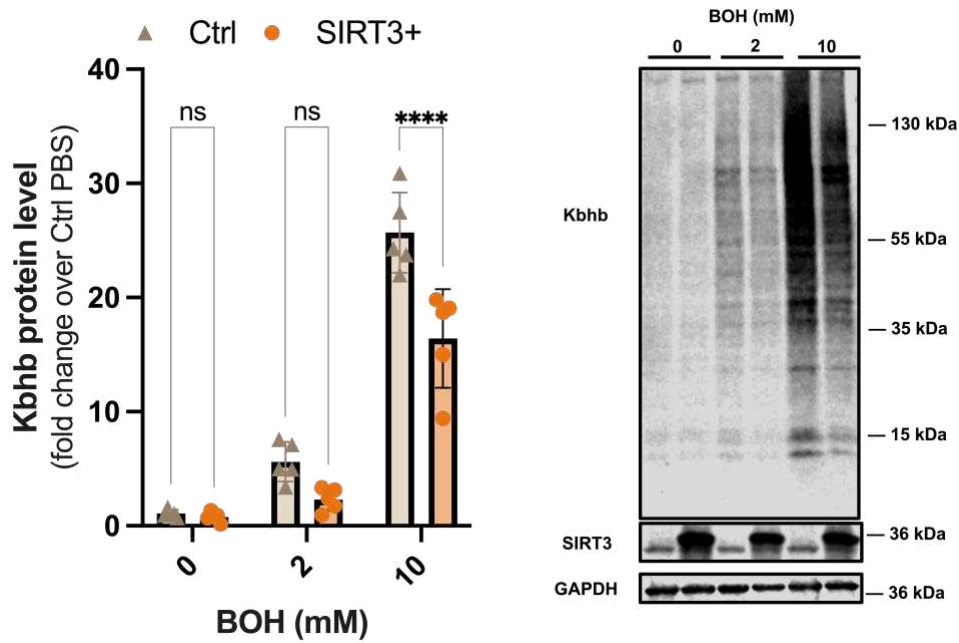 Ctrl SIRT3+
40
30
20
10
0
ns
ns
****
Kbhb protein level
(fold change over Ctrl PBS)
0 2 10
BOH (mM)
BOH (mM)
0 2 10
Kbhb
130 kDa
55 kDa
35 kDa
15 kDa
SIRT3
36 kDa
GAPDH
36 kDa